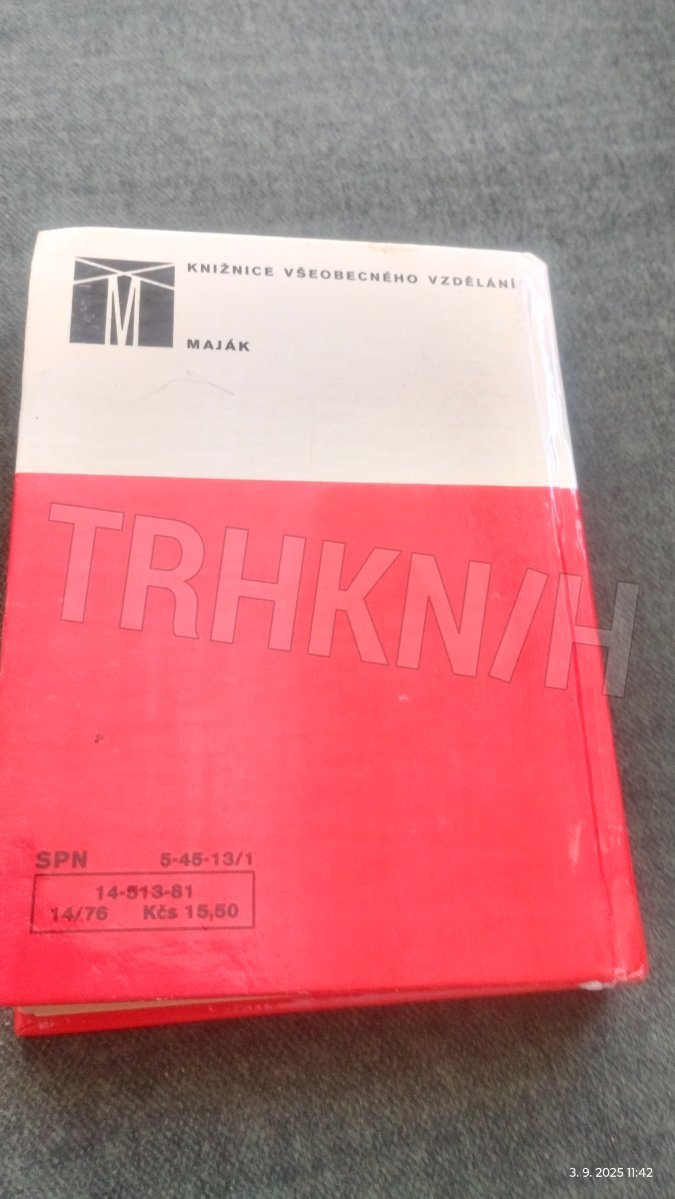 M
KNIŽNICE VŠEOBECNÉHO VZDĚLÁNÍ
MAJÁK
TRHKN/H
SPN 5-45-13/1
14-513-81
14/76 Kčs 15,50
3. 9. 2025 11:42